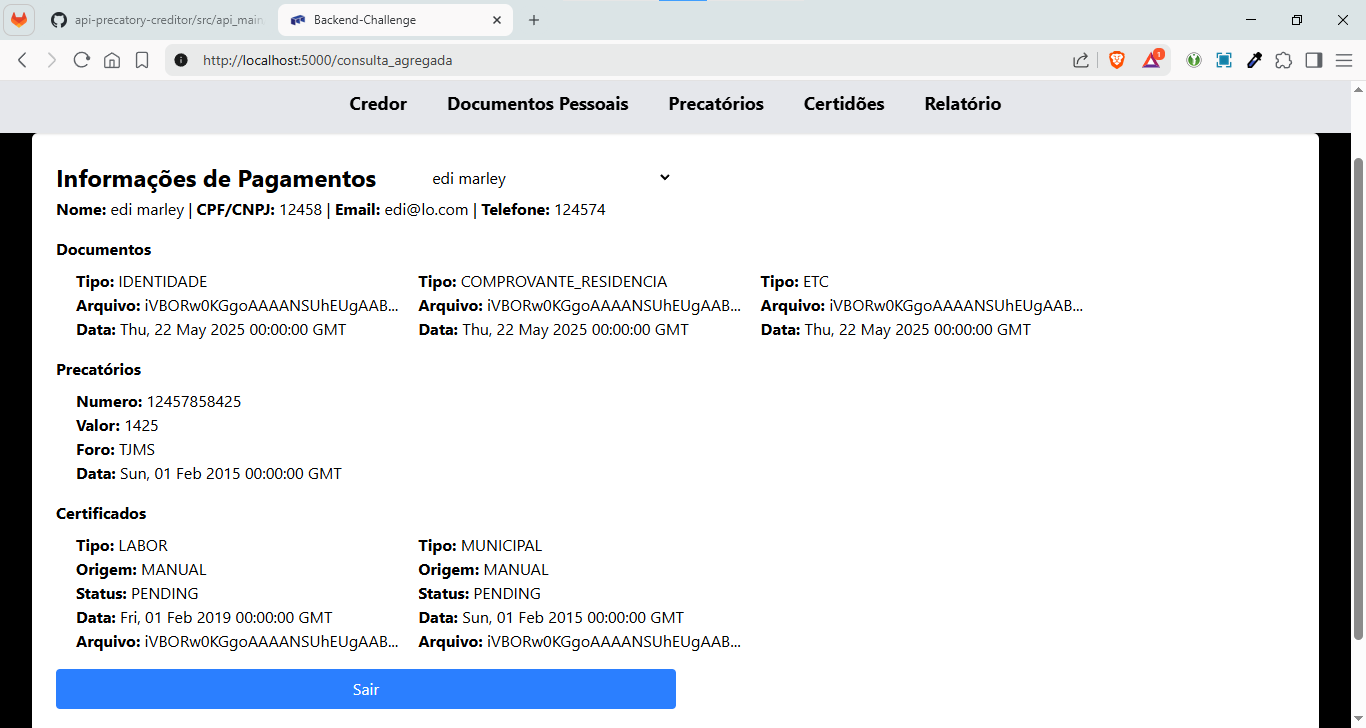 api-precatory-creditor/src/api_main
Backend-Challenge
http://localhost:5000/consulta_agregada
1
Credor Documentos Pessoais Precatórios Certidões Relatório
Informações de Pagamentos edi marley
Nome: edi marley | CPF/CNPJ: 12458 | Email: edi@lo.com | Telefone: 124574
Documentos
Tipo: IDENTIDADE Tipo: COMPROVANTE_RESIDENCIA Tipo: ETC
Arquivo: iVBORw0KGgoAAAANSUhEUgAAB... Arquivo: iVBORw0KGgoAAAANSUhEUgAAB... Arquivo: iVBORw0KGgoAAAANSUhEUgAAB...
Data: Thu, 22 May 2025 00:00:00 GMT Data: Thu, 22 May 2025 00:00:00 GMT Data: Thu, 22 May 2025 00:00:00 GMT
Precatórios
Numero: 12457858425
Valor: 1425
Foro: TJMS
Data: Sun, 01 Feb 2015 00:00:00 GMT
Certificados
Tipo: LABOR Tipo: MUNICIPAL
Origem: MANUAL Origem: MANUAL
Status: PENDING Status: PENDING
Data: Fri, 01 Feb 2019 00:00:00 GMT Data: Sun, 01 Feb 2015 00:00:00 GMT
Arquivo: iVBORw0KGgoAAAANSUhEUgAAB... Arquivo: iVBORw0KGgoAAAANSUhEUgAAB...
Sair